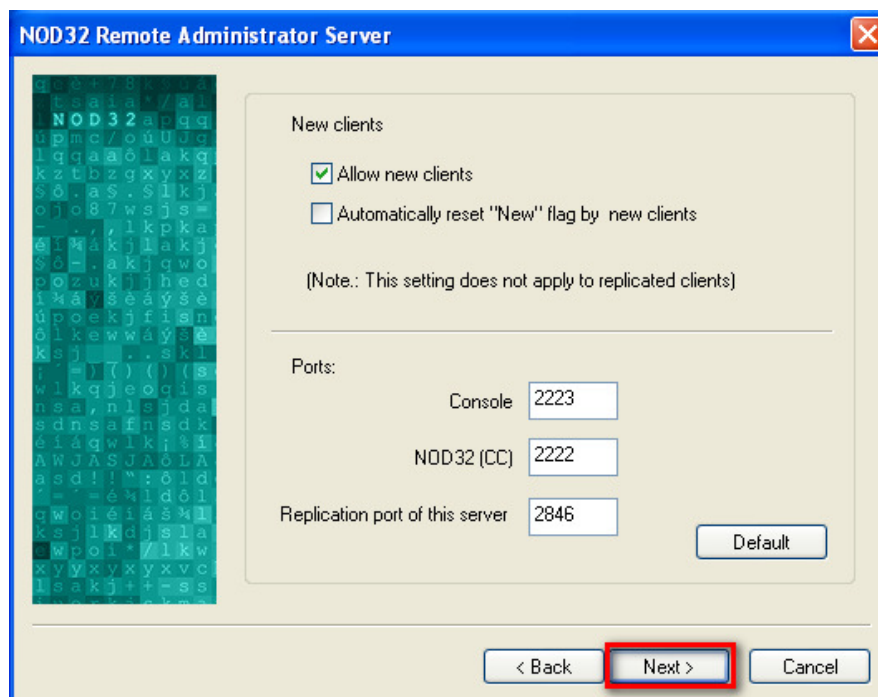 NOD32 Remote Administrator Server
NOD32
New clients
Allow new clients
Automatically reset "New" flag by new clients
(Note.: This setting does not apply to replicated clients)
Ports:
Console 2223
NOD32 (CC) 2222
Replication port of this server 2846
Default
< Back Next > Cancel